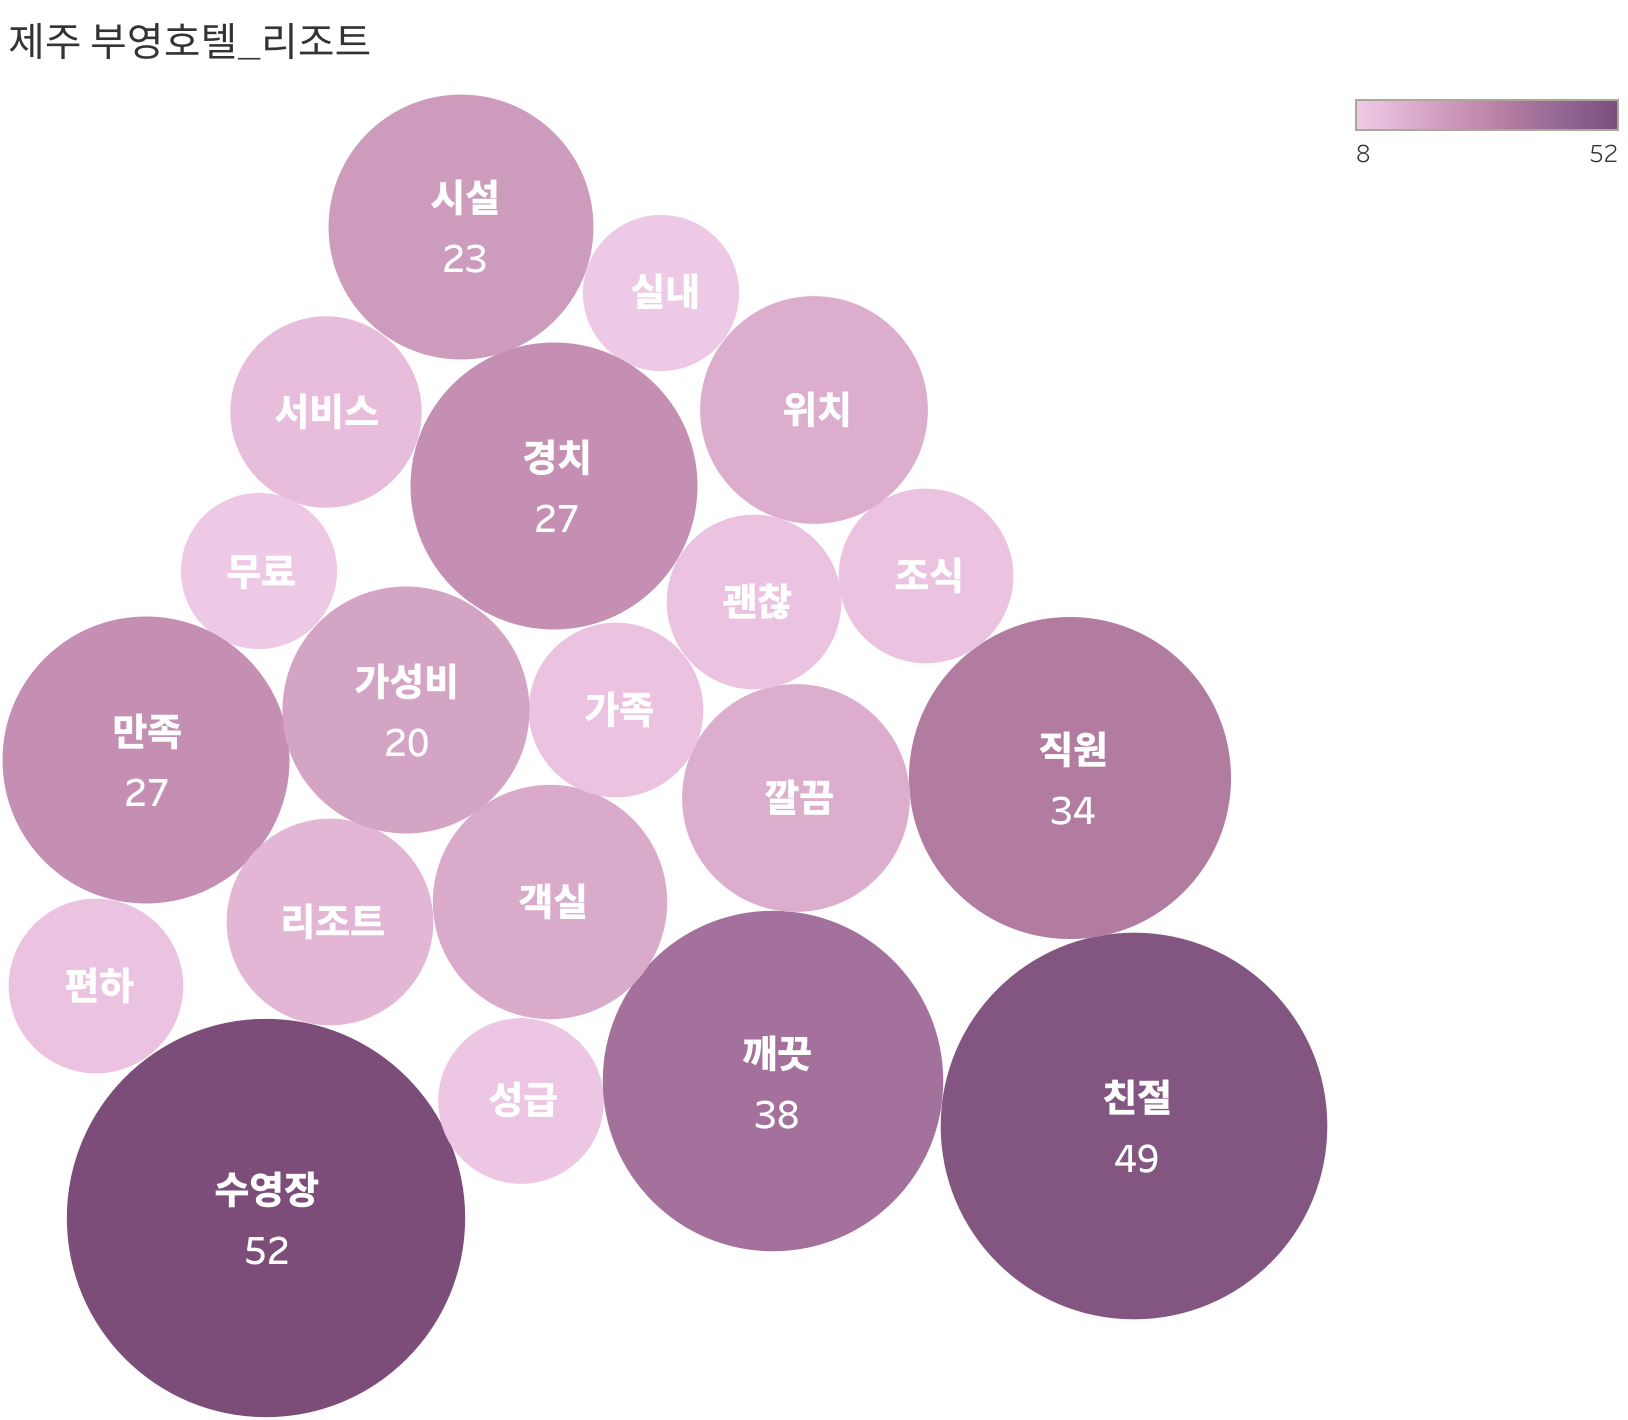 제주 부영호텔_리조트
8
52
시설
23
실내
서비스
위치
경치
27
무료
괜찮
조식
가성비
20
가족
만족
27
직원
34
깔끔
리조트
객실
편하
깨끗
38
성급
친절
49
수영장
52